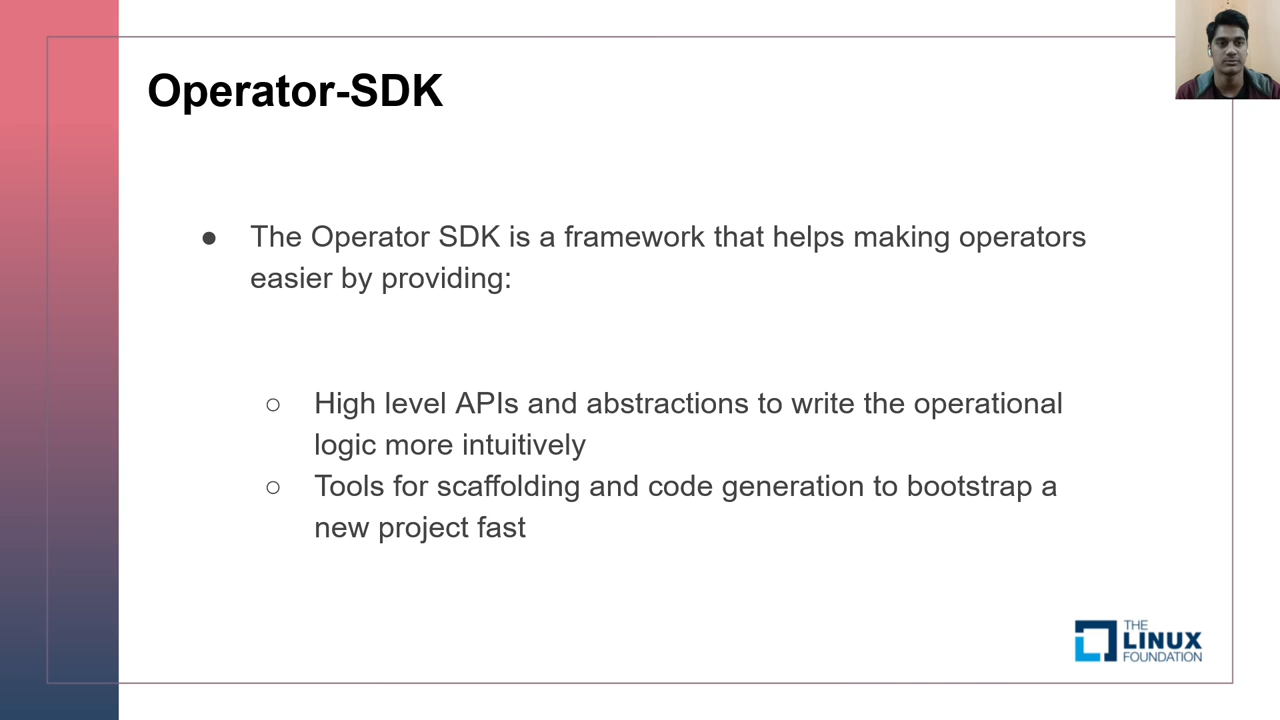 Operator-SDK
● The Operator SDK is a framework that helps making operators
easier by providing:
○ High level APIs and abstractions to write the operational
logic more intuitively
○ Tools for scaffolding and code generation to bootstrap a
new project fast
THE
LINUX
FOUNDATION